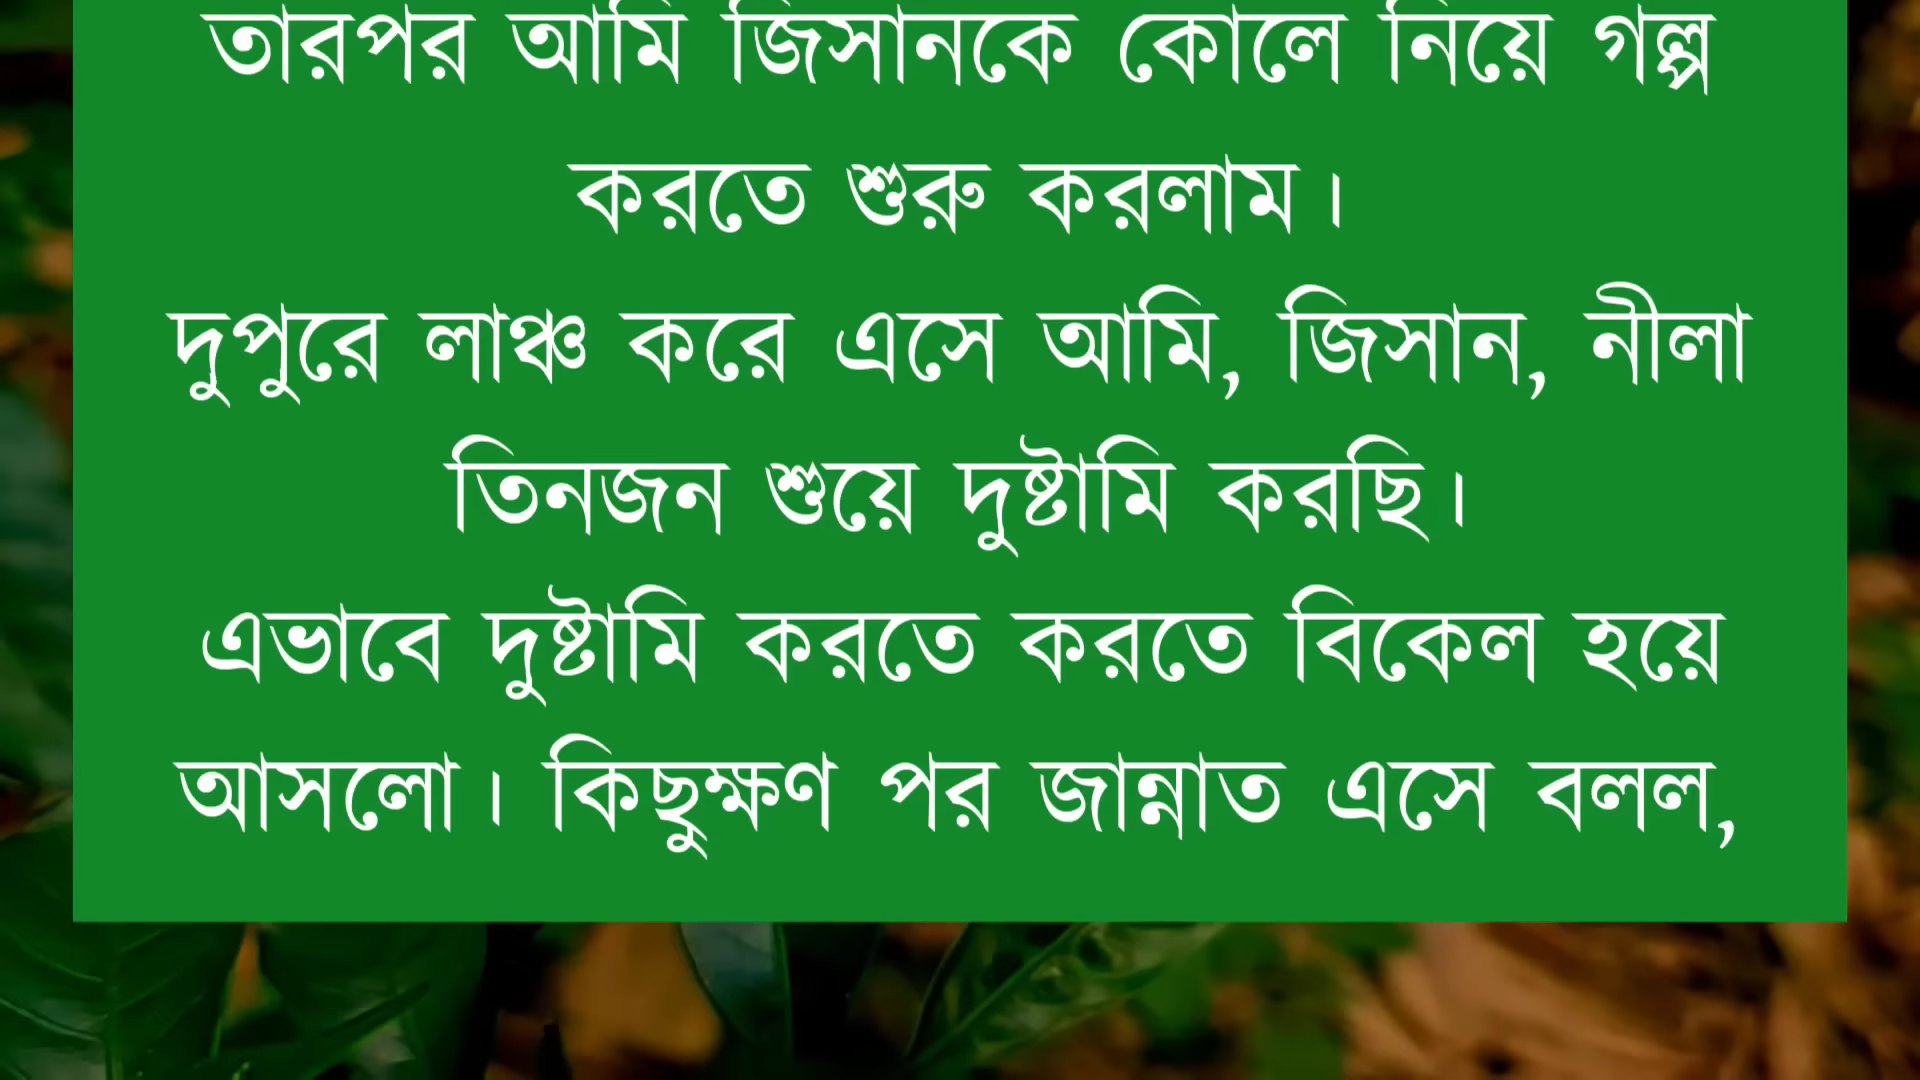 তারপর আমি জিসানকে কোলে নিয়ে গল্প
করতে শুরু করলাম।
দুপুরে লাঞ্চ করে এসে আমি, জিসান, নীলা
তিনজন শুয়ে দুষ্টামি করছি।
এভাবে দুষ্টামি করতে করতে বিকেল হয়ে
আসলো। কিছুক্ষণ পর জান্নাত এসে বলল,